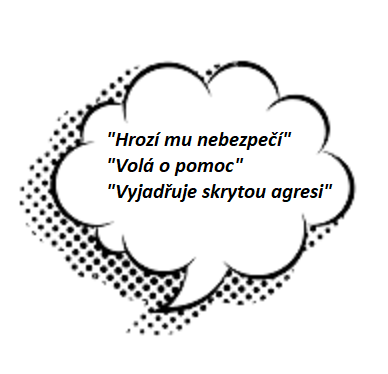 "Hrozí mu nebezpečí"
"Volá o pomoc"
"Vyjadřuje skrytou agresi"